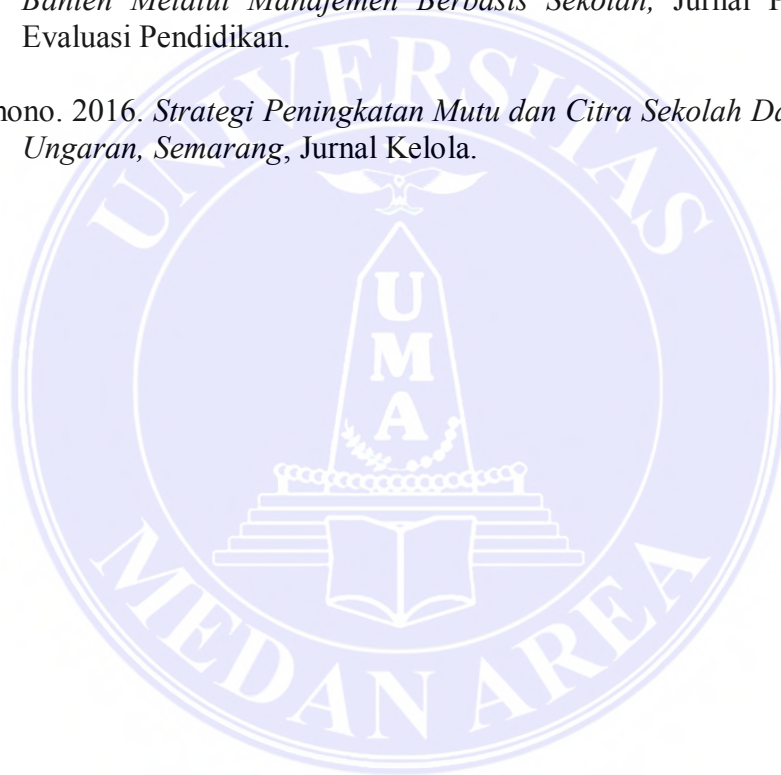 Banten Melalui Manajemen Berbasis Sekolah, Jurnal
Evaluasi Pendidikan.
nono. 2016. Strategi Peningkatan Mutu dan Citra Sekolah
Ungaran, Semarang, Jurnal Kelola.
UNIVERSITAS
UMA
MEDAN AREA